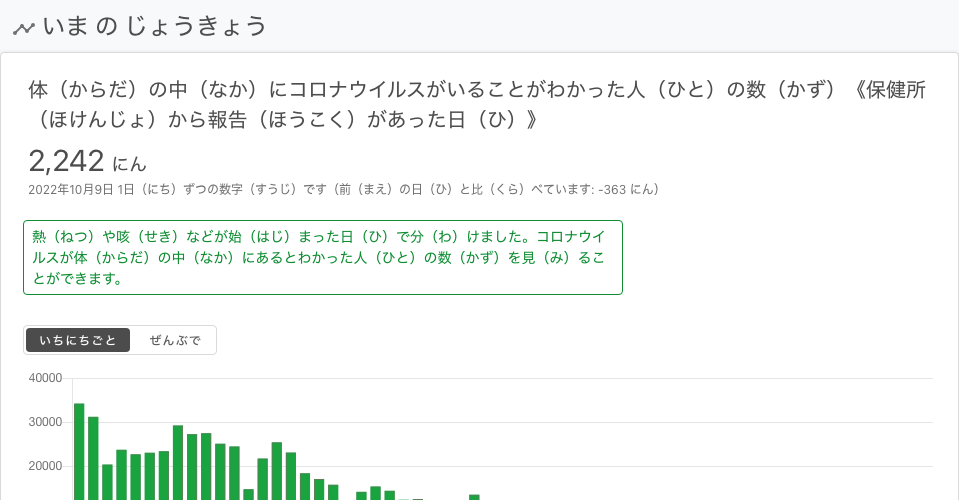 いま の じょうきょう
体（からだ）の中（なか）にコロナウイルスがいることがわかった人（ひと）の数（かず）《保健所
（ほけんじょ）から報告（ほうこく）があった日（ひ）》
2,242 にん
2022年10月9日 1日（にち）ずつの数字（すうじ）です（前（まえ）の日（ひ）と比（くら）べています: -363 にん）
熱（ねつ）や咳（せき）などが始（はじ）まった日（ひ）で分（わ）けました。コロナウイ
ルスが体（からだ）の中（なか）にあるとわかった人（ひと）の数（かず）を見（み）るこ
とができます。
いちにちごと ぜんぶで
40000
30000
20000